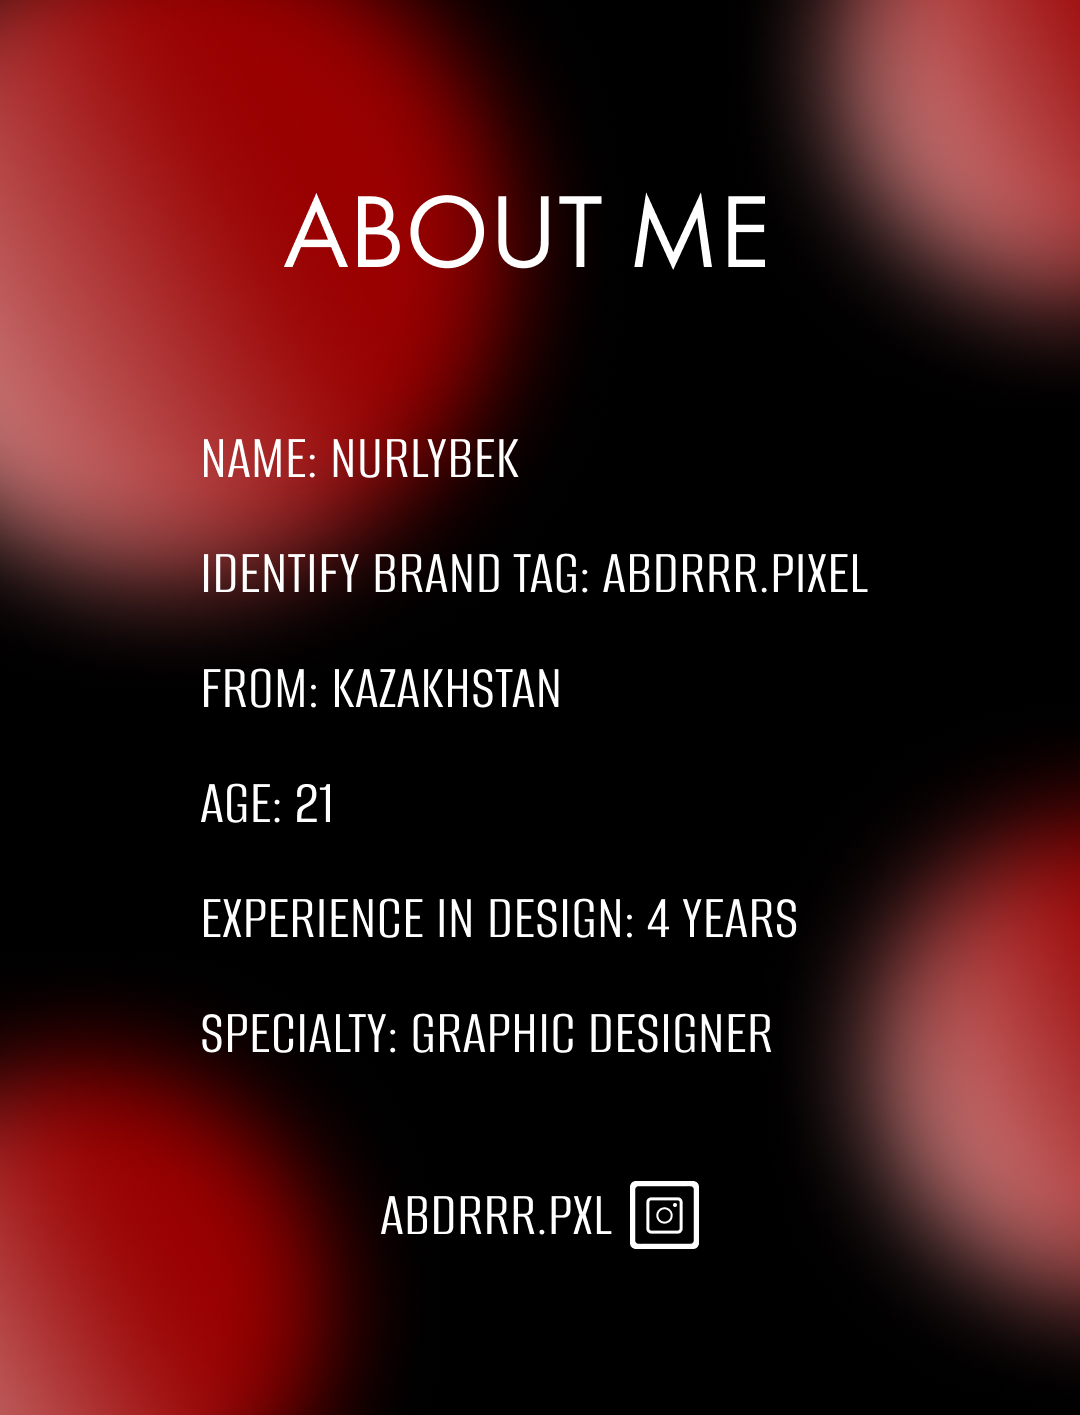 ABOUT ME
NAME: NURLYBEK
IDENTIFY BRAND TAG: ABDRRR.PIXEL
FROM: KAZAKHSTAN
AGE: 21
EXPERIENCE IN DESIGN: 4 YEARS
SPECIALTY: GRAPHIC DESIGNER
ABDRRR.PXL